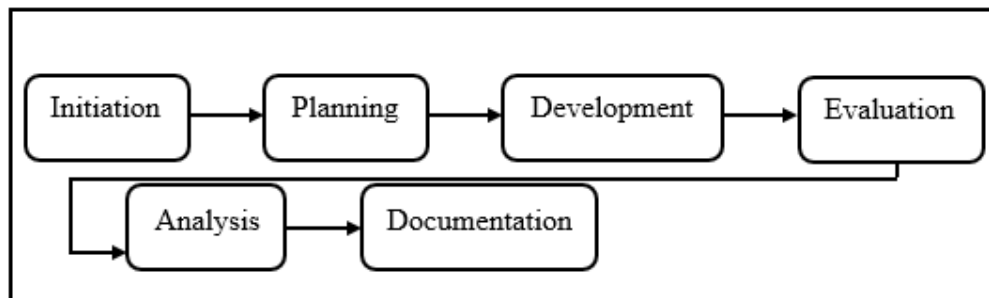 Initiation
Planning
Development
Evaluation
Analysis
Documentation